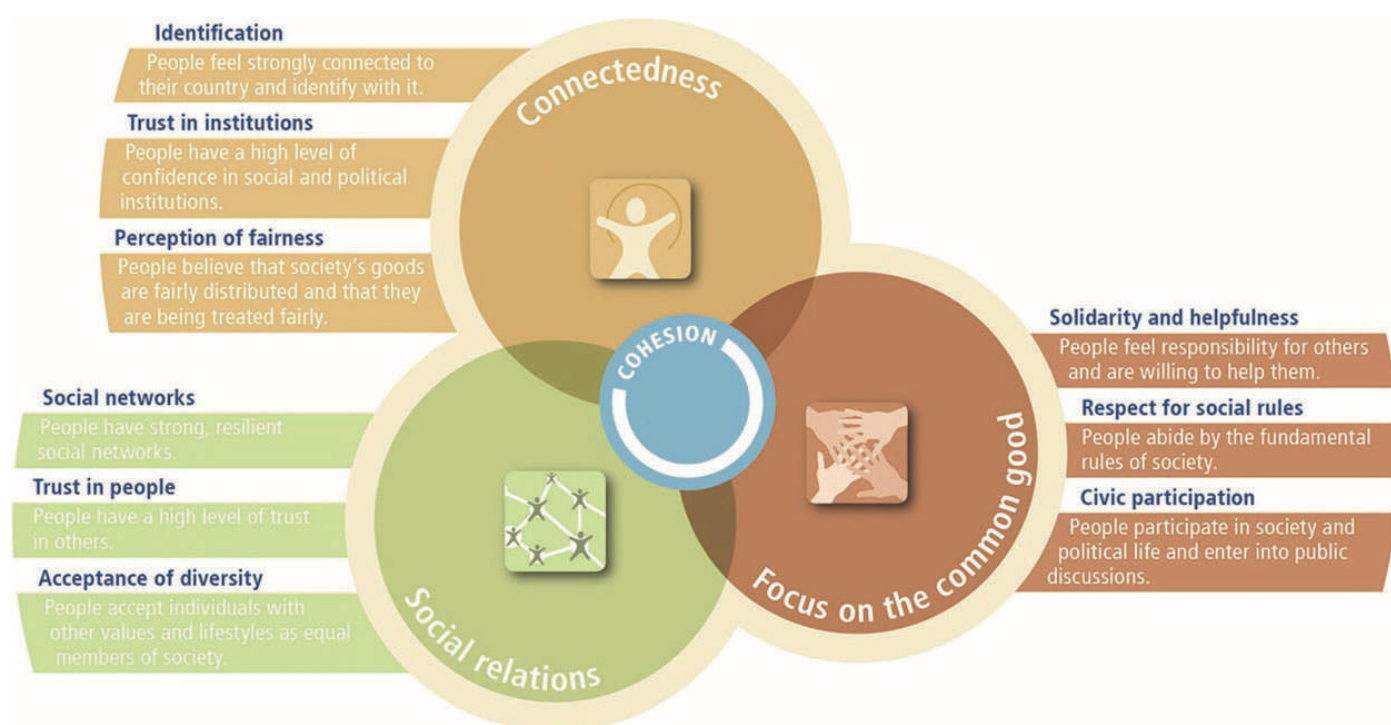 Identification
People feel strongly connected to
their country and identify with it.
Trust in institutions
People have a high level of
confidence in social and political
institutions.
Perception of fairness
People believe that society's goods
are fairly distributed and that they
are being treated fairly.
Connectedness
COHESION
Social networks
People have strong, resilient
social networks.
Trust in people
People have a high level of trust
in others.
Acceptance of diversity
People accept individuals with
other values and lifestyles as equal
members of society.
Social relations
Solidarity and helpfulness
People feel responsibility for others
and are willing to help them.
Respect for social rules
People abide by the fundamental
rules of society.
Civic participation
People participate in society and
political life and enter into public
discussions.
Focus on the common good